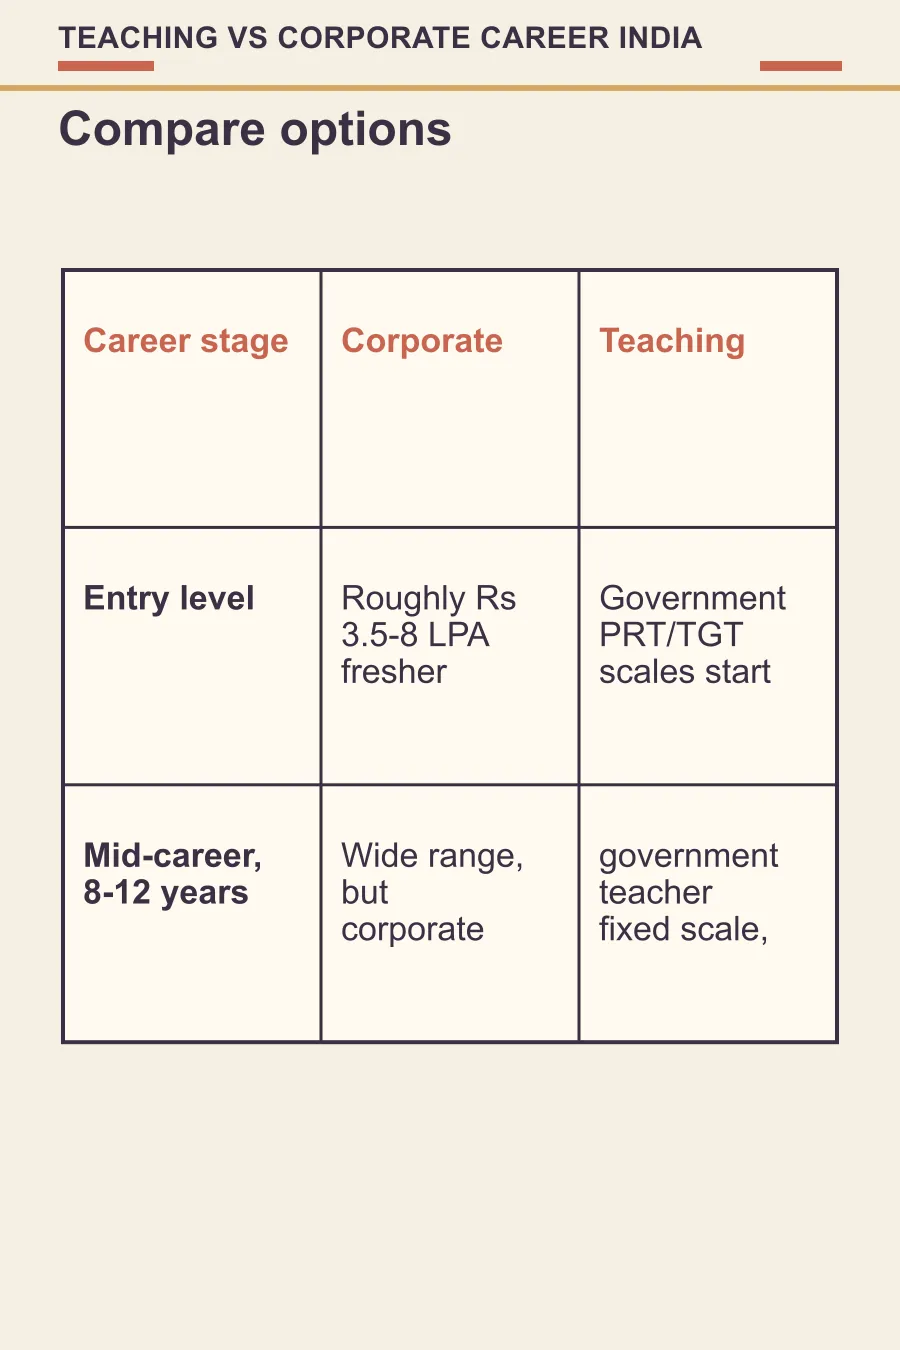 TEACHING VS CORPORATE CAREER INDIA
Compare options
Career stage
Corporate
Teaching
Entry level
Roughly Rs
3.5-8 LPA
fresher
Government
PRT/TGT
scales start
Mid-career,
8-12 years
Wide range,
but
corporate
government
teacher
fixed scale,